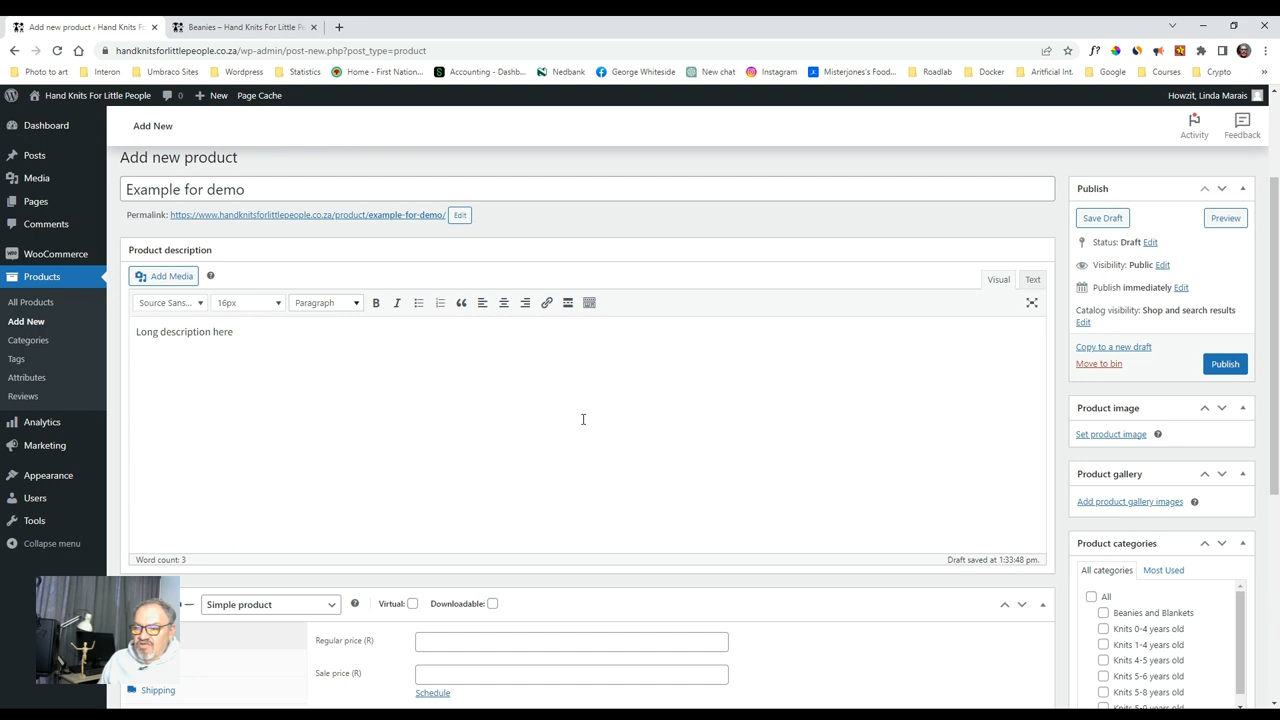 Add new product ‹ Hand Knits Fo
Beanies – Hand Knits For Little Pe
handknitsforlittlepeople.co.za/wp-admin/post-new.php?post_type=product
Photo to art
Interon
Umbraco Sites
Wordpress
Statistics
Home - First Nation...
Accounting - Dashb...
Nedbank
George Whiteside
New chat
Instagram
Misterjones's Food...
Roadlab
Docker
Aritficial Int.
Google
Courses
Crypto
Hand Knits For Little People
0
New
Page Cache
Howzit, Linda Marais
Dashboard
Posts
Media
Pages
Comments
WooCommerce
Products
All Products
Add New
Categories
Tags
Attributes
Reviews
Analytics
Marketing
Appearance
Users
Tools
Collapse menu
Add New
Activity
Feedback
Add new product
Example for demo
Permalink: https://www.handknitsforlittlepeople.co.za/product/example-for-demo/ Edit
Product description
Add Media
Visual
Text
Source Sans...
16px
Paragraph
B
I
Long description here
Word count: 3
Draft saved at 1:33:48 pm.
Simple product
Virtual:
Downloadable:
Regular price (R)
Sale price (R)
Schedule
Shipping
Publish
Save Draft
Preview
Status: Draft Edit
Visibility: Public Edit
Publish immediately Edit
Catalog visibility: Shop and search results
Edit
Copy to a new draft
Move to bin
Publish
Product image
Set product image
Product gallery
Add product gallery images
Product categories
All categories
Most Used
All
Beanies and Blankets
Knits 0-4 years old
Knits 1-4 years old
Knits 4-5 years old
Knits 5-6 years old
Knits 5-8 years old